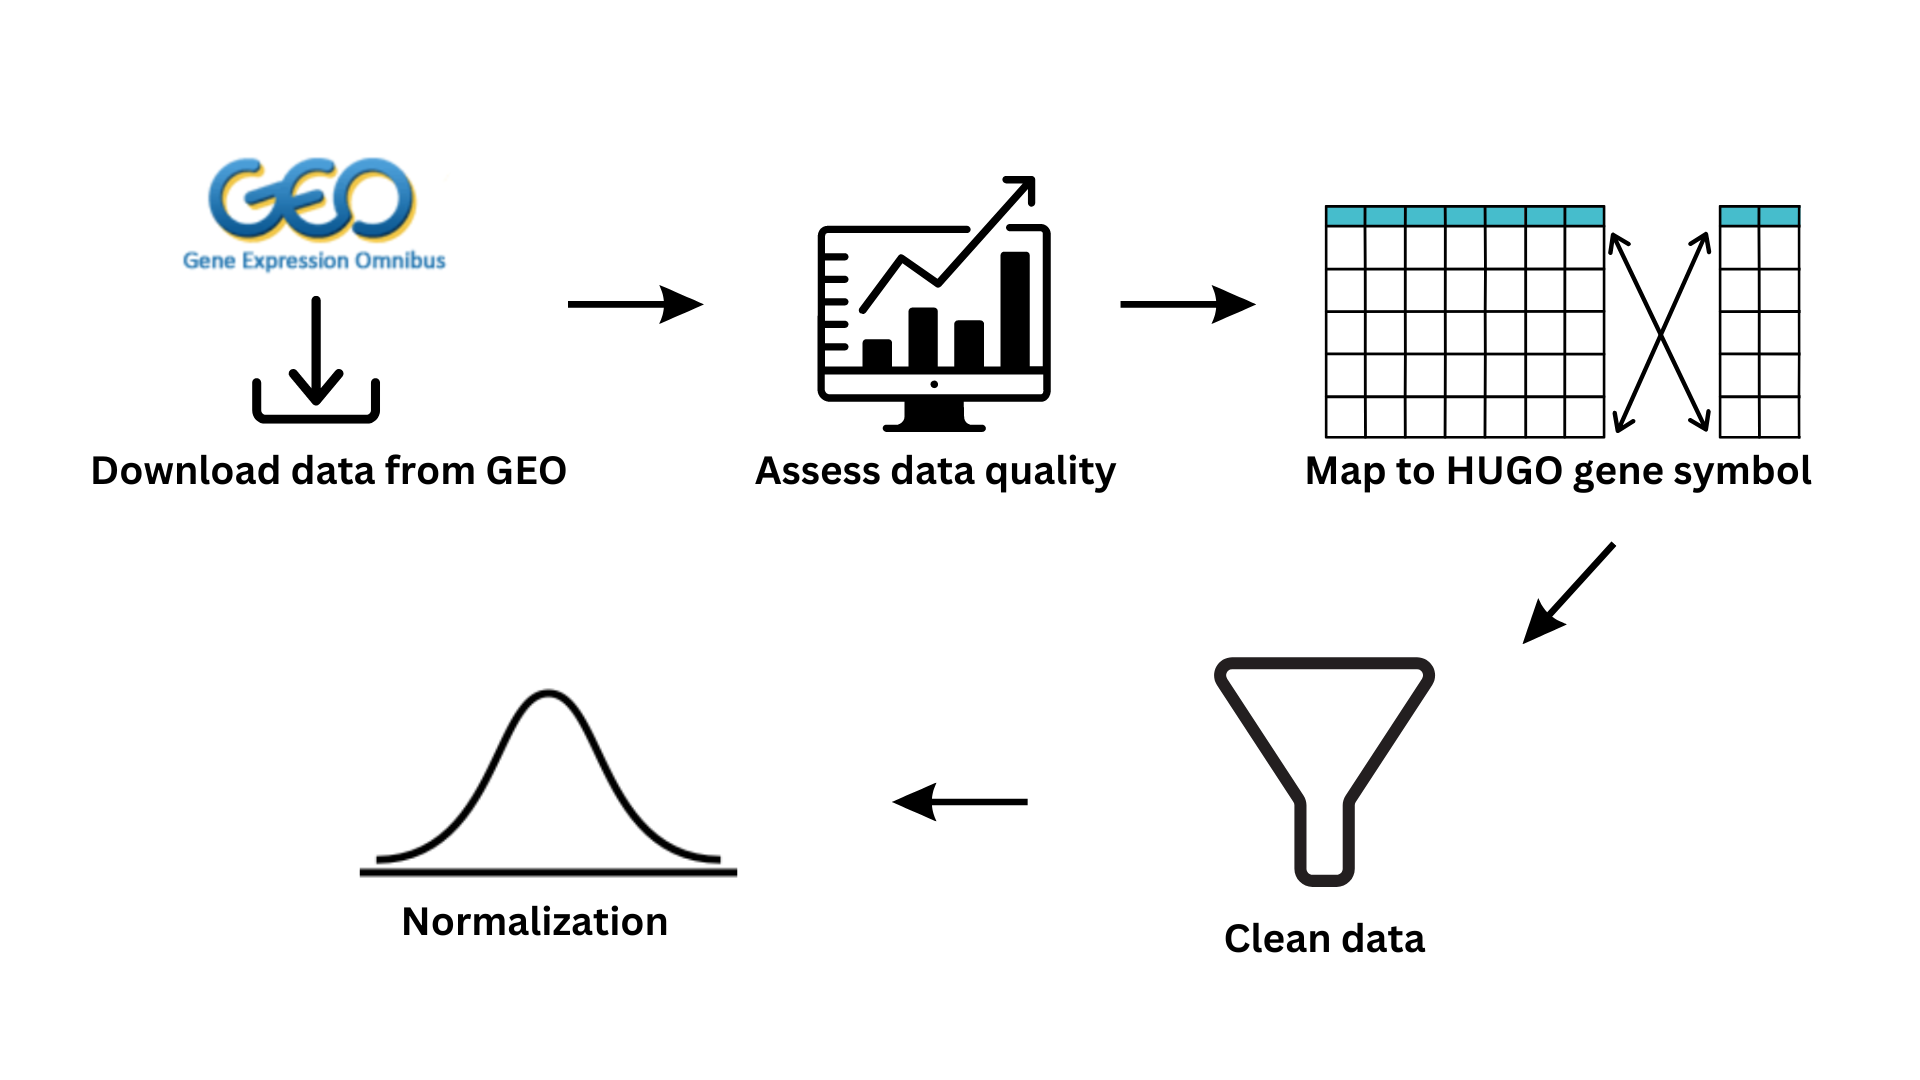 GEO
Gene Expression Omnibus
Download data from GEO
Assess data quality
Map to HUGO gene symbol
Normalization
Clean data